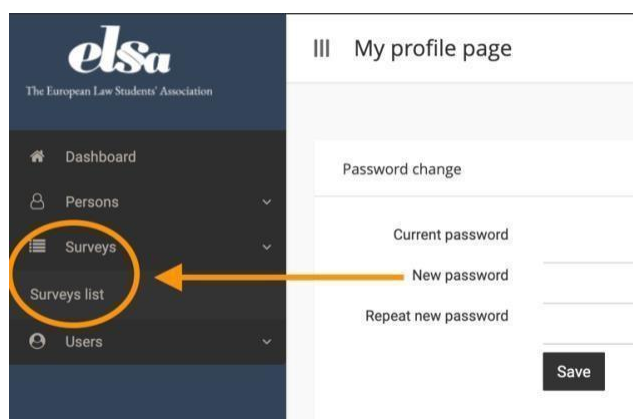 elsa
The European Law Students' Association
Dashboard
Persons
Surveys
Surveys list
Users
My profile page
Password change
Current password
New password
Repeat new password
Save